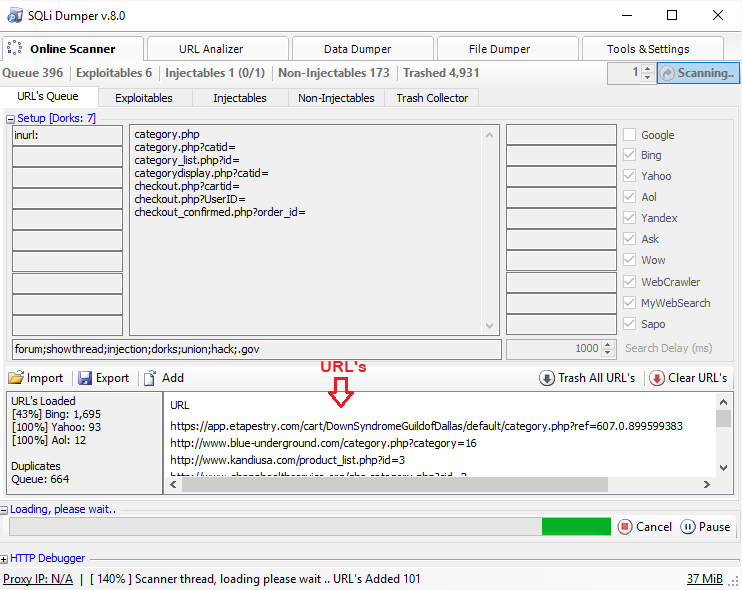 SQLi Dumper v.8.0
Online Scanner URL Analizer Data Dumper File Dumper Tools & Settings
Queue 396 Exploitables 6 Injectables 1 (0/1) Non-Injectables 173 Trashed 4,931 1 Scanning..
URL's Queue Exploitables Injectables Non-Injectables Trash Collector
Setup [Dorks: 7]
inurl:
category.php
category.php?catid=
category_list.php?id=
categorydisplay.php?catid=
checkout.php?cartid=
checkout.php?UserID=
checkout_confirmed.php?order_id=
Google
Bing
Yahoo
Aol
Yandex
Ask
Wow
WebCrawler
MyWebSearch
Sapo
forum;showthread;injection;dorks;union;hack;.gov 1000 Search Delay (ms)
URL's
Import Export Add Trash All URL's Clear URL's
URL's Loaded
[43%] Bing: 1,695
[100%] Yahoo: 93
[100%] Aol: 12
Duplicates
Queue: 664
URL
https://app.etapestry.com/cart/DownSyndromeGuildofDallas/default/category.php?ref=607.0.899599383
http://www.blue-underground.com/category.php?category=16
http://www.kandiusa.com/product_list.php?id=3
Loading, please wait..
Cancel Pause
HTTP Debugger
Proxy IP: N/A | [ 140% ] Scanner thread, loading please wait .. URL's Added 101 37 MiB